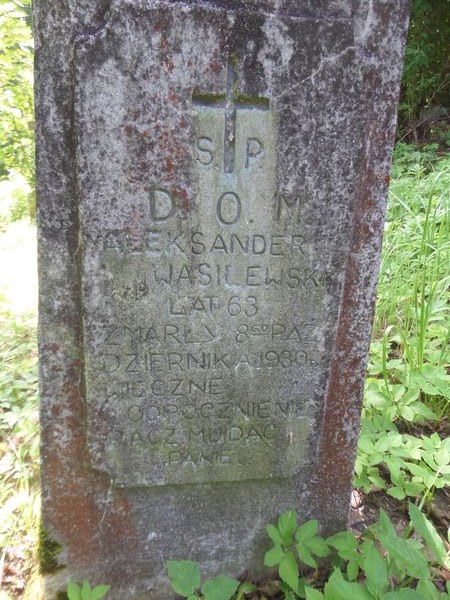 S. P.
D. O. M
ALEKSANDER
WASILEWSKI
LAT 63
ZMARŁY 8GO PAŹ
DZIERNIKA 1930 R
WIECZNE
ODPOCZNIENIE
RACZ MU DAĆ
PANIE